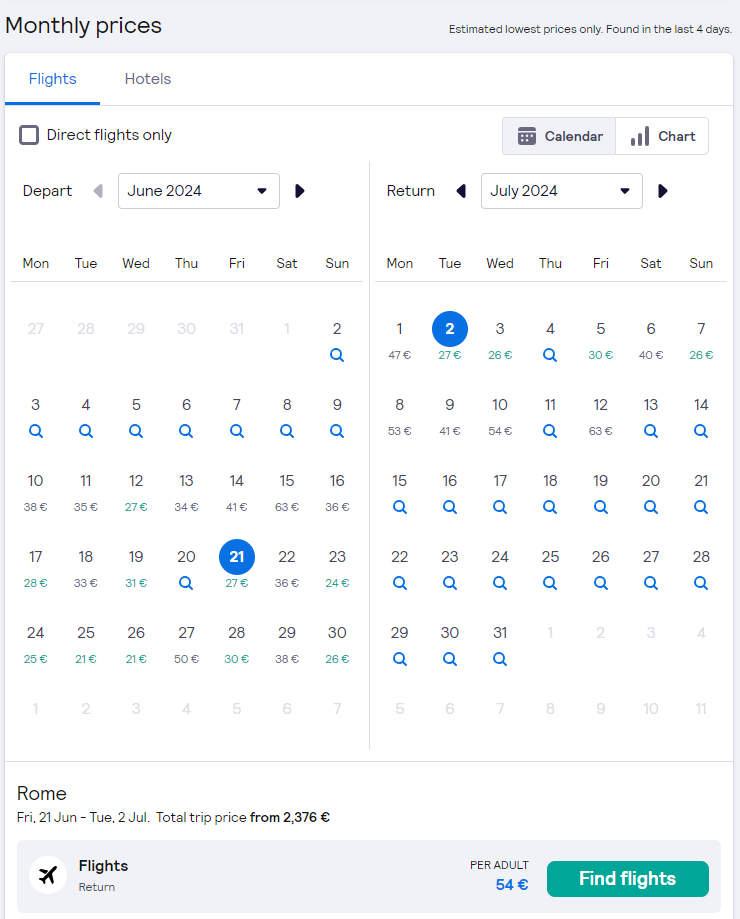 Monthly prices
Estimated lowest prices only. Found in the last 4 days.
Flights Hotels
Direct flights only
Calendar Chart
Depart June 2024
Return July 2024
Mon Tue Wed Thu Fri Sat Sun
27 28 29 30 31 1 2
3 4 5 6 7 8 9
10 11 12 13 14 15 16
38 € 35 € 27 € 34 € 41 € 63 € 36 €
17 18 19 20 21 22 23
28 € 33 € 31 € 27 € 36 € 24 €
24 25 26 27 28 29 30
25 € 21 € 21 € 50 € 30 € 38 € 26 €
1 2 3 4 5 6 7
Mon Tue Wed Thu Fri Sat Sun
1 2 3 4 5 6 7
47 € 27 € 26 € 30 € 40 € 26 €
8 9 10 11 12 13 14
53 € 41 € 54 € 63 €
15 16 17 18 19 20 21
22 23 24 25 26 27 28
29 30 31 1 2 3 4
5 6 7 8 9 10 11
Rome
Fri, 21 Jun - Tue, 2 Jul. Total trip price from 2,376 €
Flights
Return
PER ADULT
54 €
Find flights